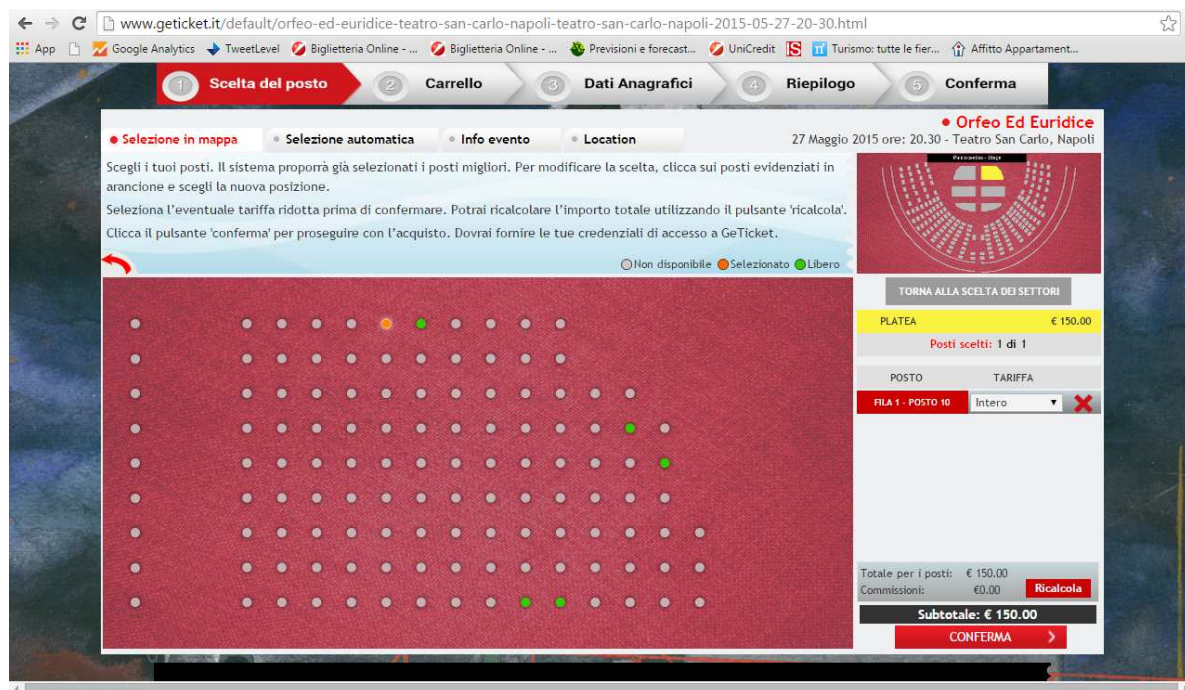 www.geticket.it/default/orfeo-ed-euridice-teatro-san-carlo-napoli-teatro-san-carlo-napoli-2015-05-27-20-30.html
App Google Analytics TweetLevel Biglietteria Online - ... Biglietteria Online - ... Previsioni e forecast... UniCredit S Turismo: tutte le fier... Affitto Appartament...
1 Scelta del posto 2 Carrello 3 Dati Anagrafici 4 Riepilogo 5 Conferma
Orfeo Ed Euridice
Selezione in mappa Selezione automatica Info evento Location 27 Maggio 2015 ore: 20.30 - Teatro San Carlo, Napoli
Scegli i tuoi posti. Il sistema proporrà già selezionati i posti migliori. Per modificare la scelta, clicca sui posti evidenziati in
arancione e scegli la nuova posizione.
Seleziona l'eventuale tariffa ridotta prima di confermare. Potrai ricalcolare l'importo totale utilizzando il pulsante 'ricalcola'.
Clicca il pulsante 'conferma' per proseguire con l'acquisto. Dovrai fornire le tue credenziali di accesso a GeTicket.
Non disponibile Selezionato Libero
TORNA ALLA SCELTA DEI SETTORI
PLATEA € 150.00
Posti scelti: 1 di 1
POSTO TARIFFA
FILA 1 - POSTO 10 Intero
Totale per i posti: € 150.00
Commissioni: €0.00 Ricalcola
Subtotale: € 150.00
CONFERMA